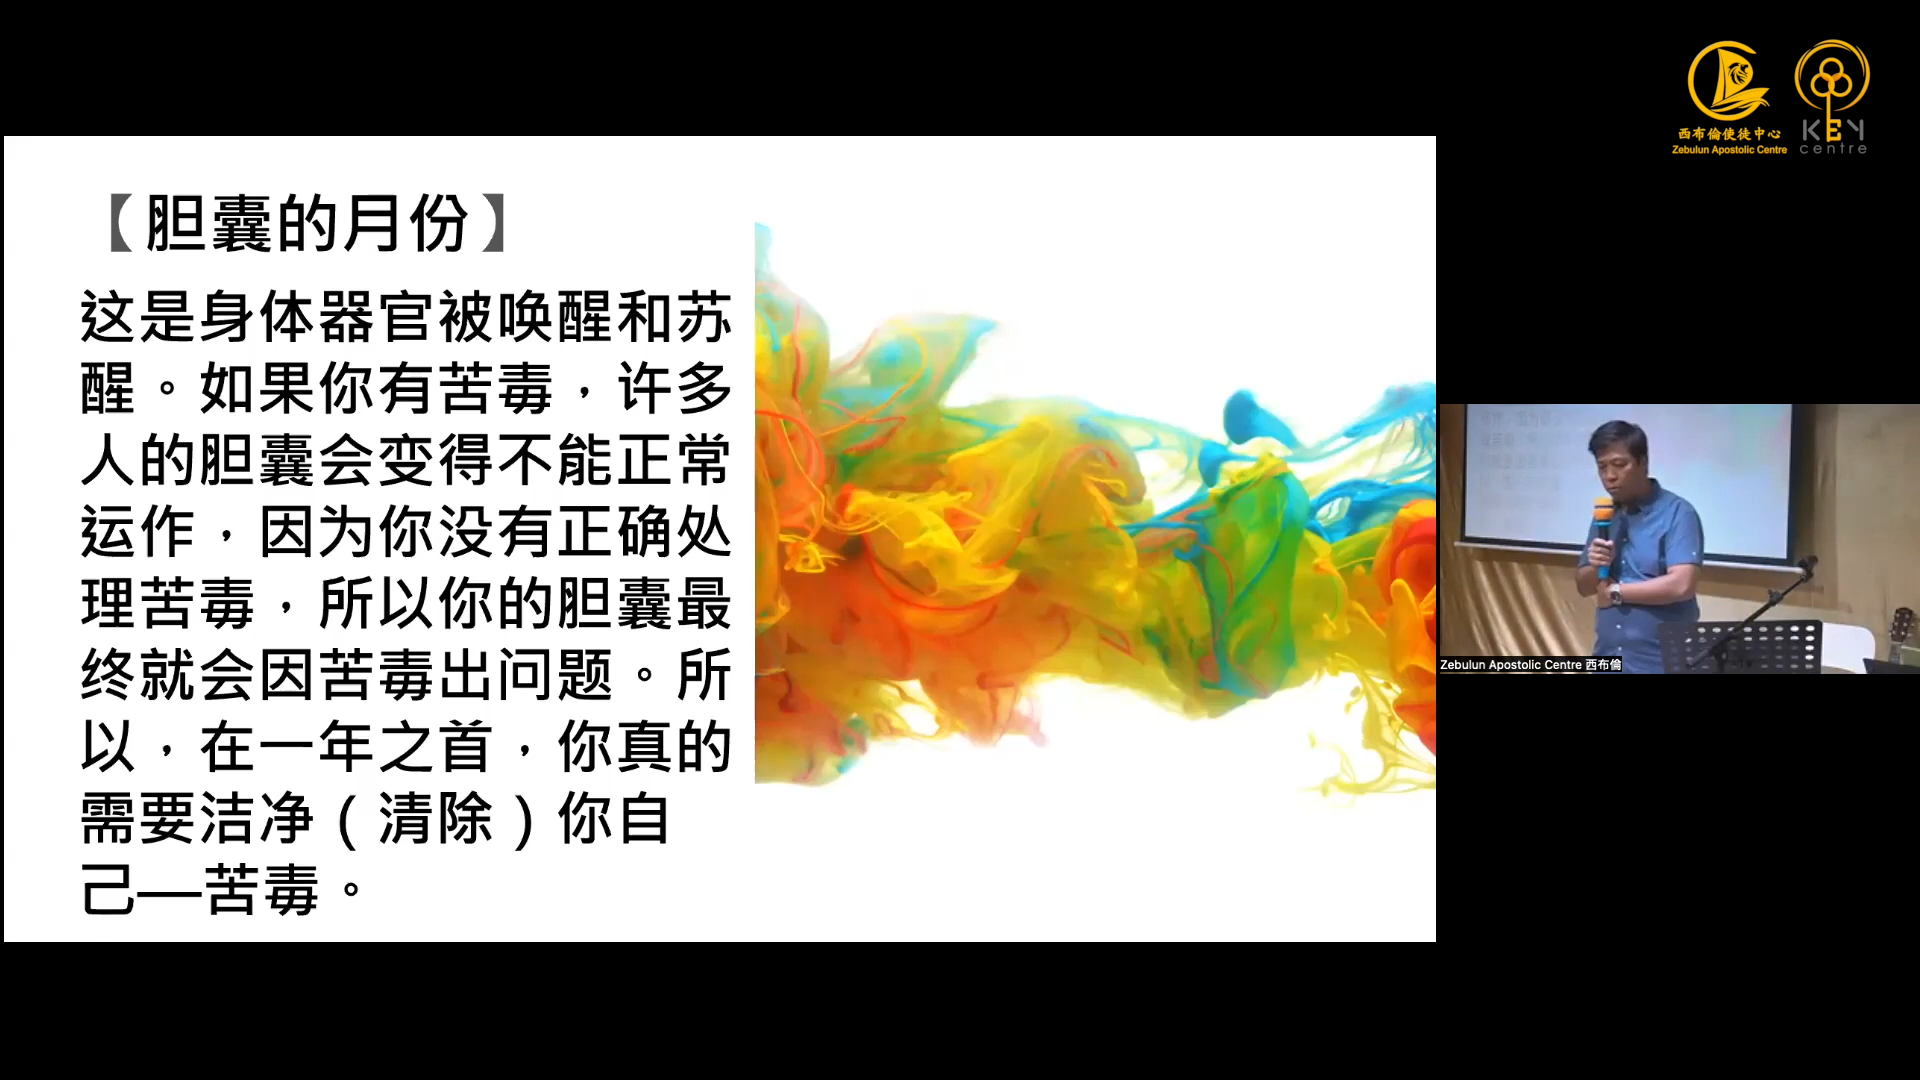 【胆囊的月份】
这是身体器官被唤醒和苏
醒。如果你有苦毒，许多
人的胆囊会变得不能正常
运作，因为你没有正确处
理苦毒，所以你的胆囊最
终就会因苦毒出问题。所
以，在一年之首，你真的
需要洁净（清除）你自
己—苦毒。
西布倫使徒中心
Zebulun Apostolic Centre
KEY
centre
Zebulun Apostolic Centre 西布倫